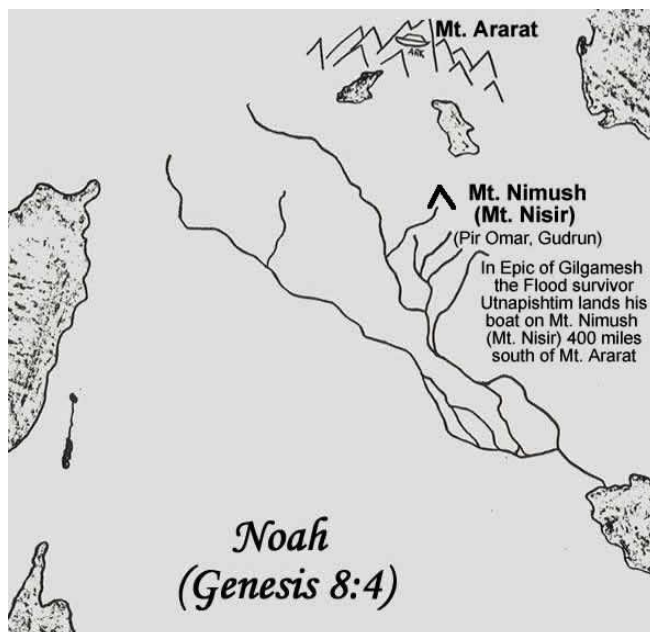 Mt. Ararat
ARK
Mt. Nimush
(Mt. Nisir)
(Pir Omar, Gudrun)
In Epic of Gilgamesh
the Flood survivor
Utnapishtim lands his
boat on Mt. Nimush
(Mt. Nisir) 400 miles
south of Mt. Ararat
Noah
(Genesis 8:4)